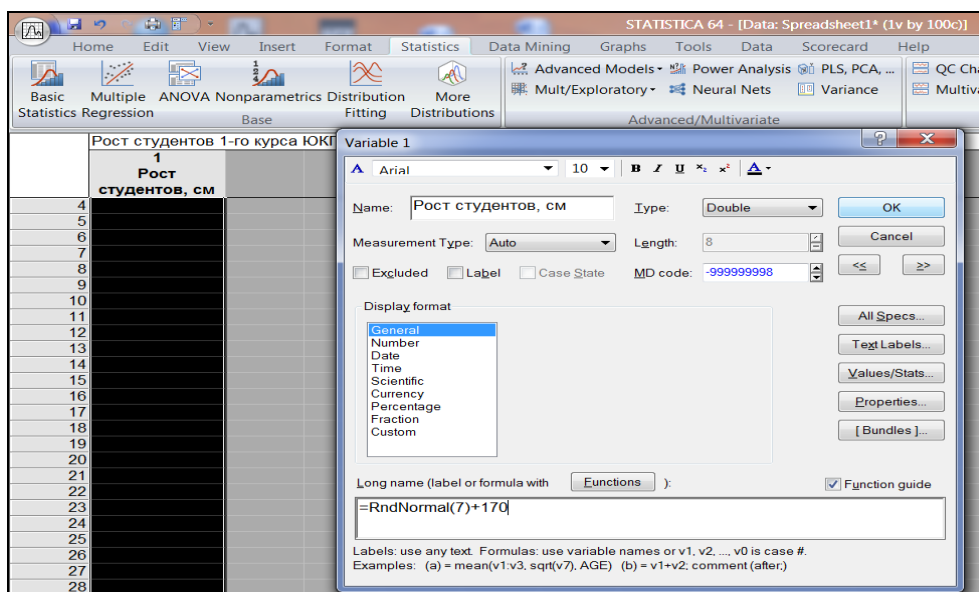 STATISTICA 64 - [Data: Spreadsheet1* (1v by 100c)]
Home Edit View Insert Format Statistics Data Mining Graphs Tools Data Scorecard Help
Basic Statistics
Multiple Regression
ANOVA
Nonparametrics
Distribution Fitting
More Distributions
Base
Advanced Models
Mult/Exploratory
Power Analysis
Neural Nets
PLS, PCA, ...
Variance
Advanced/Multivariate
QC
Рост студентов 1-го курса
1
Рост
студентов, см
4
5
6
7
8
9
10
11
12
13
14
15
16
17
18
19
20
21
22
23
24
25
26
27
28
Variable 1
A Arial 10 B I U x₂ x² A
Name: Рост студентов, см Type: Double OK
Measurement Type: Auto Length: 8 Cancel
Excluded Label Case State MD code: -999999998 << >>
Display format
General
Number
Date
Time
Scientific
Currency
Percentage
Fraction
Custom
All Specs...
Text Labels...
Values/Stats...
Properties...
[ Bundles ]...
Long name (label or formula with Functions ): Function guide
=RndNormal(7)+170
Labels: use any text. Formulas: use variable names or v1, v2, ..., v0 is case #.
Examples: (a) = mean(v1:v3, sqrt(v7), AGE) (b) = v1+v2; comment (after;)